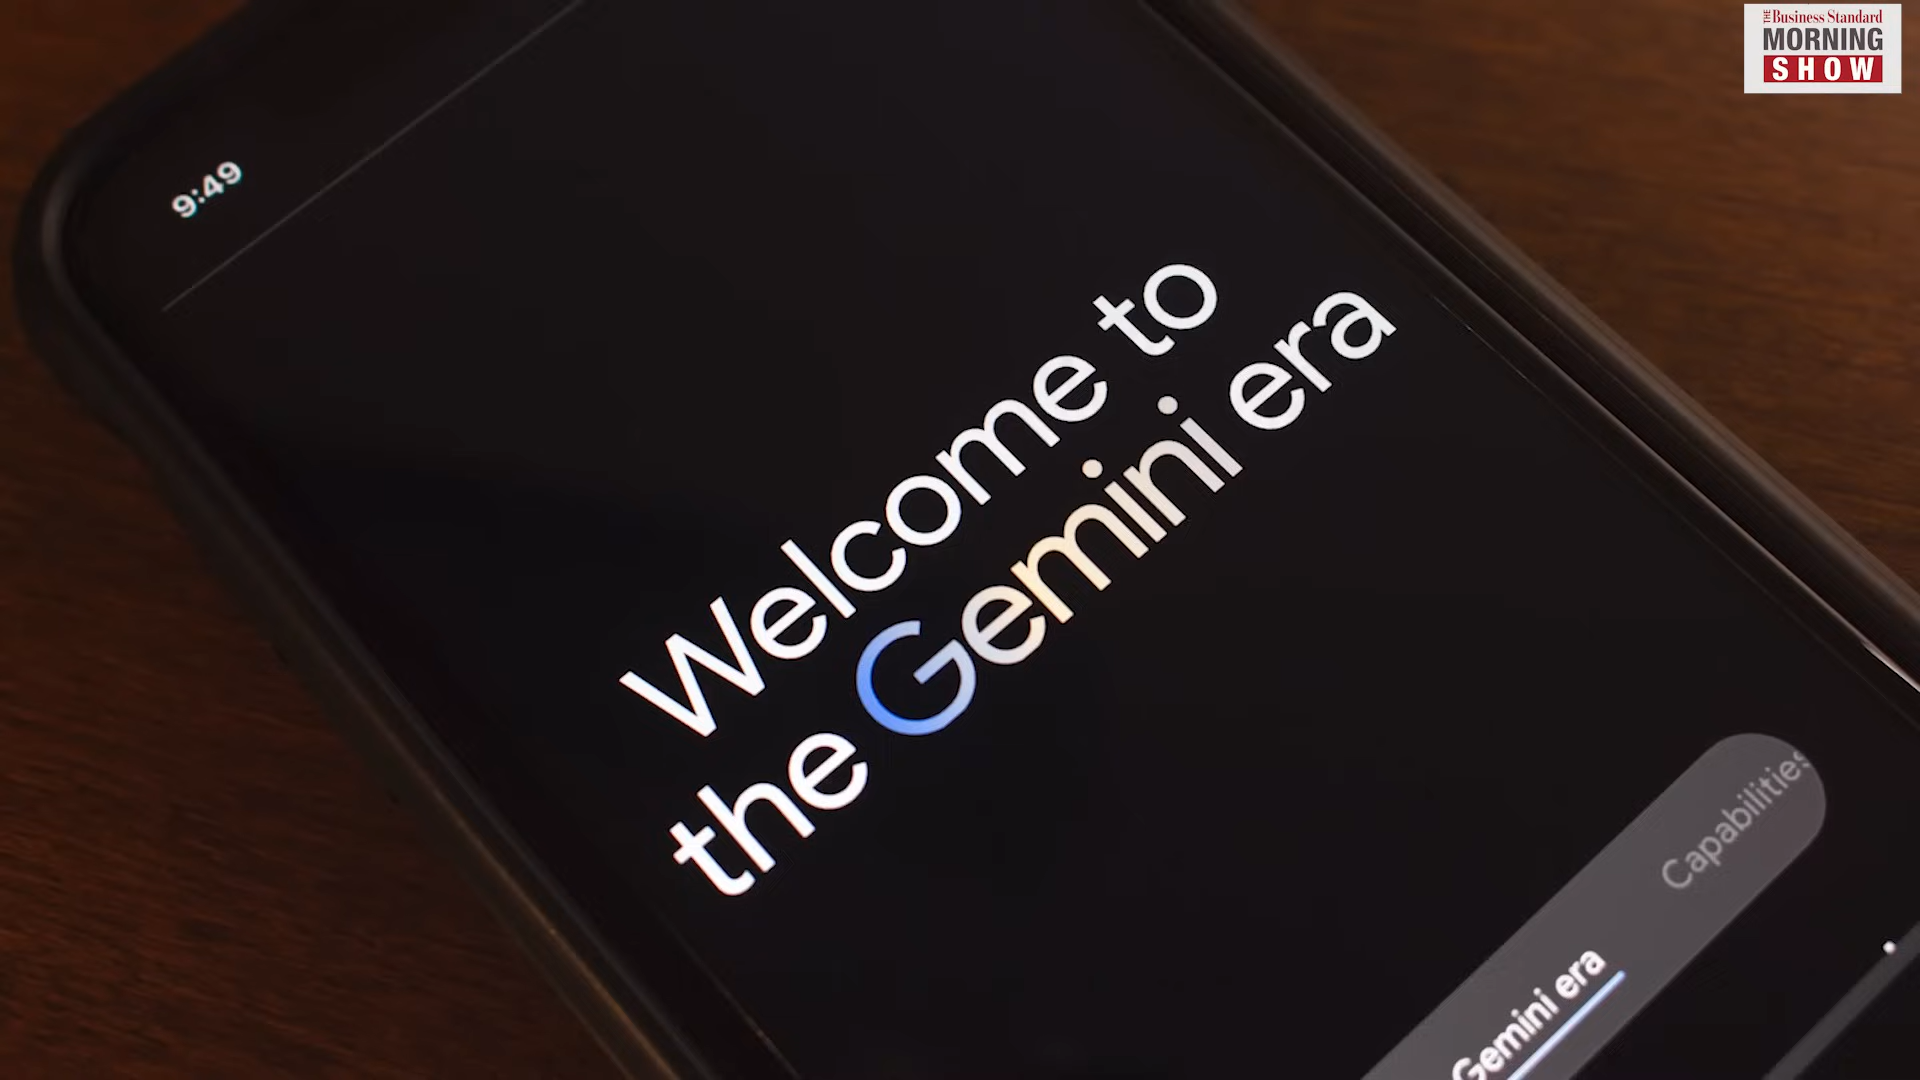 THE Business Standard
MORNING
SHOW
9:49
Welcome to
the Gemini era
Gemini era
Capabilities